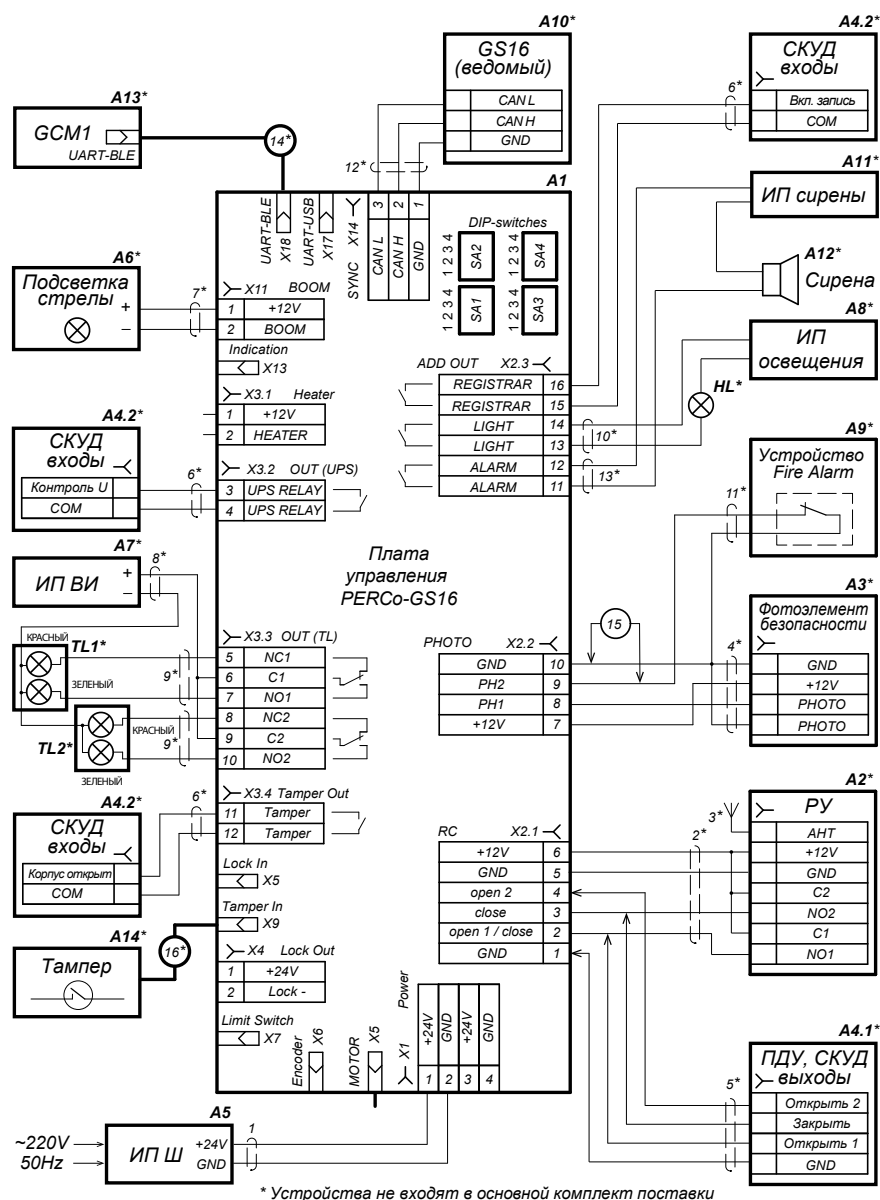 A10*
GS16
(ведомый)
CAN L
CAN H
GND
A4.2*
СКУД
входы
Вкл. запись
COM
6*
A13*
GCM1
UART-BLE
14*
12*
A1
A11*
ИП сирены
A12*
Сирена
UART-BLE
X18
UART-USB
X17
SYNC X14
3 2 1
CAN L
CAN H
GND
DIP-switches
1 2 3 4
SA2
1 2 3 4
SA4
1 2 3 4
SA1
1 2 3 4
SA3
A6*
Подсветка
стрелы
+
–
7*
X11 BOOM
1 +12V
2 BOOM
Indication
X13
X3.1 Heater
1 +12V
2 HEATER
A8*
ИП
освещения
HL*
ADD OUT X2.3
REGISTRAR 16
REGISTRAR 15
LIGHT 14
LIGHT 13
ALARM 12
ALARM 11
10*
13*
A4.2*
СКУД
входы
Контроль U
COM
6*
X3.2 OUT (UPS)
3 UPS RELAY
4 UPS RELAY
A9*
Устройство
Fire Alarm
11*
A7*
ИП ВИ
+
–
8*
Плата
управления
PERCo-GS16
КРАСНЫЙ
TL1*
ЗЕЛЕНЫЙ
9*
TL2*
КРАСНЫЙ
9*
ЗЕЛЕНЫЙ
X3.3 OUT (TL)
5 NC1
6 C1
7 NO1
8 NC2
9 C2
10 NO2
15
PHOTO X2.2
GND 10
PH2 9
PH1 8
+12V 7
A3*
Фотоэлемент
безопасности
4*
GND
+12V
PHOTO
PHOTO
A4.2*
СКУД
входы
Корпус открыт
COM
6*
X3.4 Tamper Out
11 Tamper
12 Tamper
Lock In
X5
Tamper In
X9
A14*
Тампер
16*
X4 Lock Out
1 +24V
2 Lock -
Limit Switch
X7
Encoder
X6
MOTOR
X5
X1 Power
+24V
GND
+24V
GND
1 2 3 4
RC X2.1
+12V 6
GND 5
open 2 4
close 3
open 1 / close 2
GND 1
A2*
РУ
3*
2*
АНТ
+12V
GND
C2
NO2
C1
NO1
A4.1*
ПДУ, СКУД
выходы
5*
Открыть 2
Закрыть
Открыть 1
GND
A5
~220V
50Hz
ИП Ш
+24V
GND
1
* Устройства не входят в основной комплект поставки